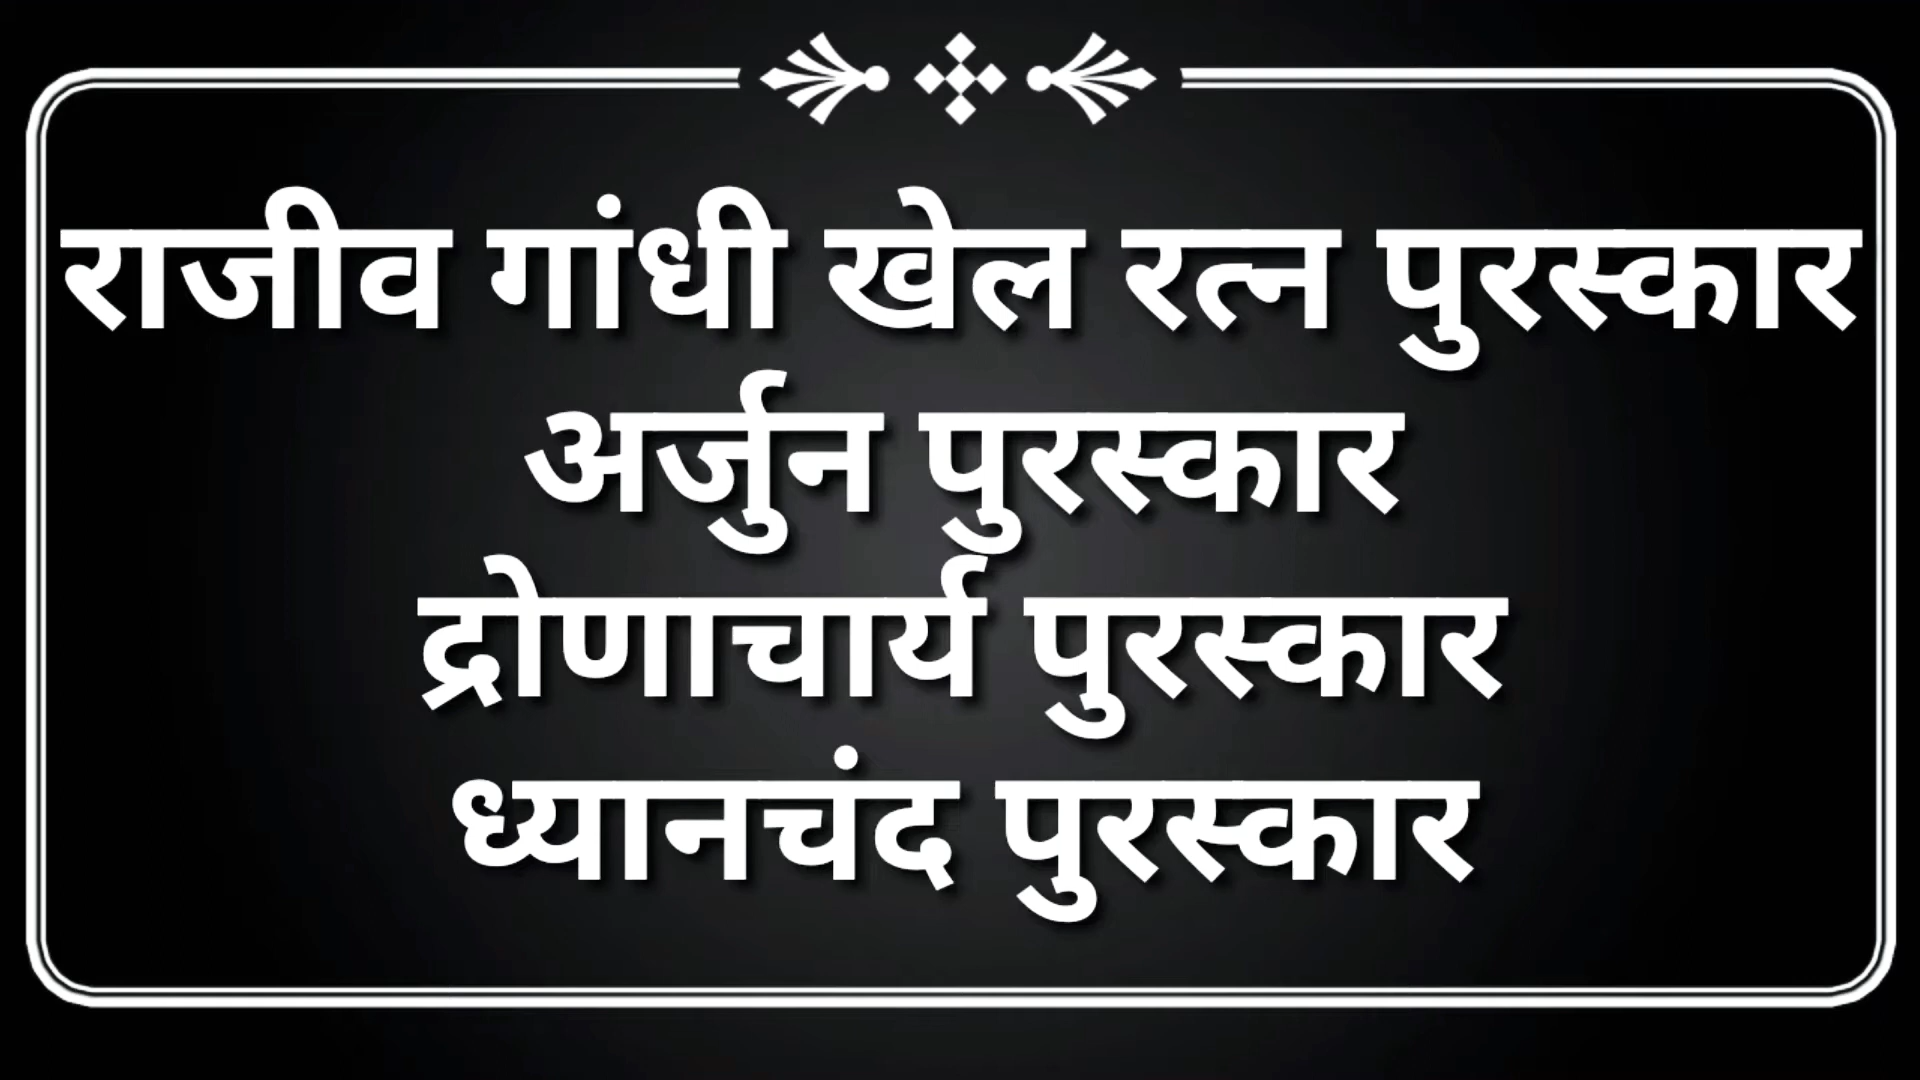 राजीव गांधी खेल रत्न पुरस्कार
अर्जुन पुरस्कार
द्रोणाचार्य पुरस्कार
ध्यानचंद पुरस्कार